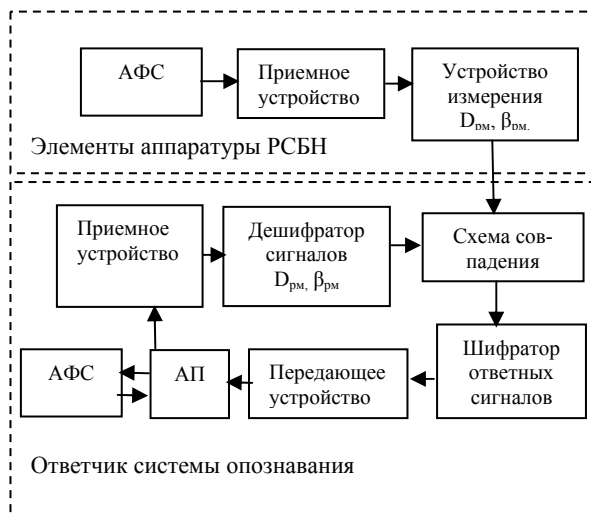 АФС
Приемное
устройство
Устройство
измерения
Dрм, βрм.
Элементы аппаратуры РСБН
Приемное
устройство
Дешифратор
сигналов
Dрм, βрм
Схема сов-
падения
АФС
АП
Передающее
устройство
Шифратор
ответных
сигналов
Ответчик системы опознавания